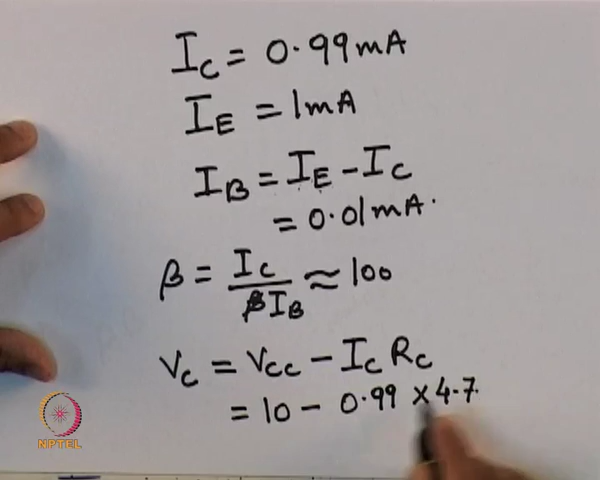 I_C = 0.99mA
I_E = 1mA
I_B = I_E - I_C
= 0.01mA.
β = I_C / I_B ≈ 100
V_C = V_CC - I_C R_C
= 10 - 0.99 × 4.7
NPTEL